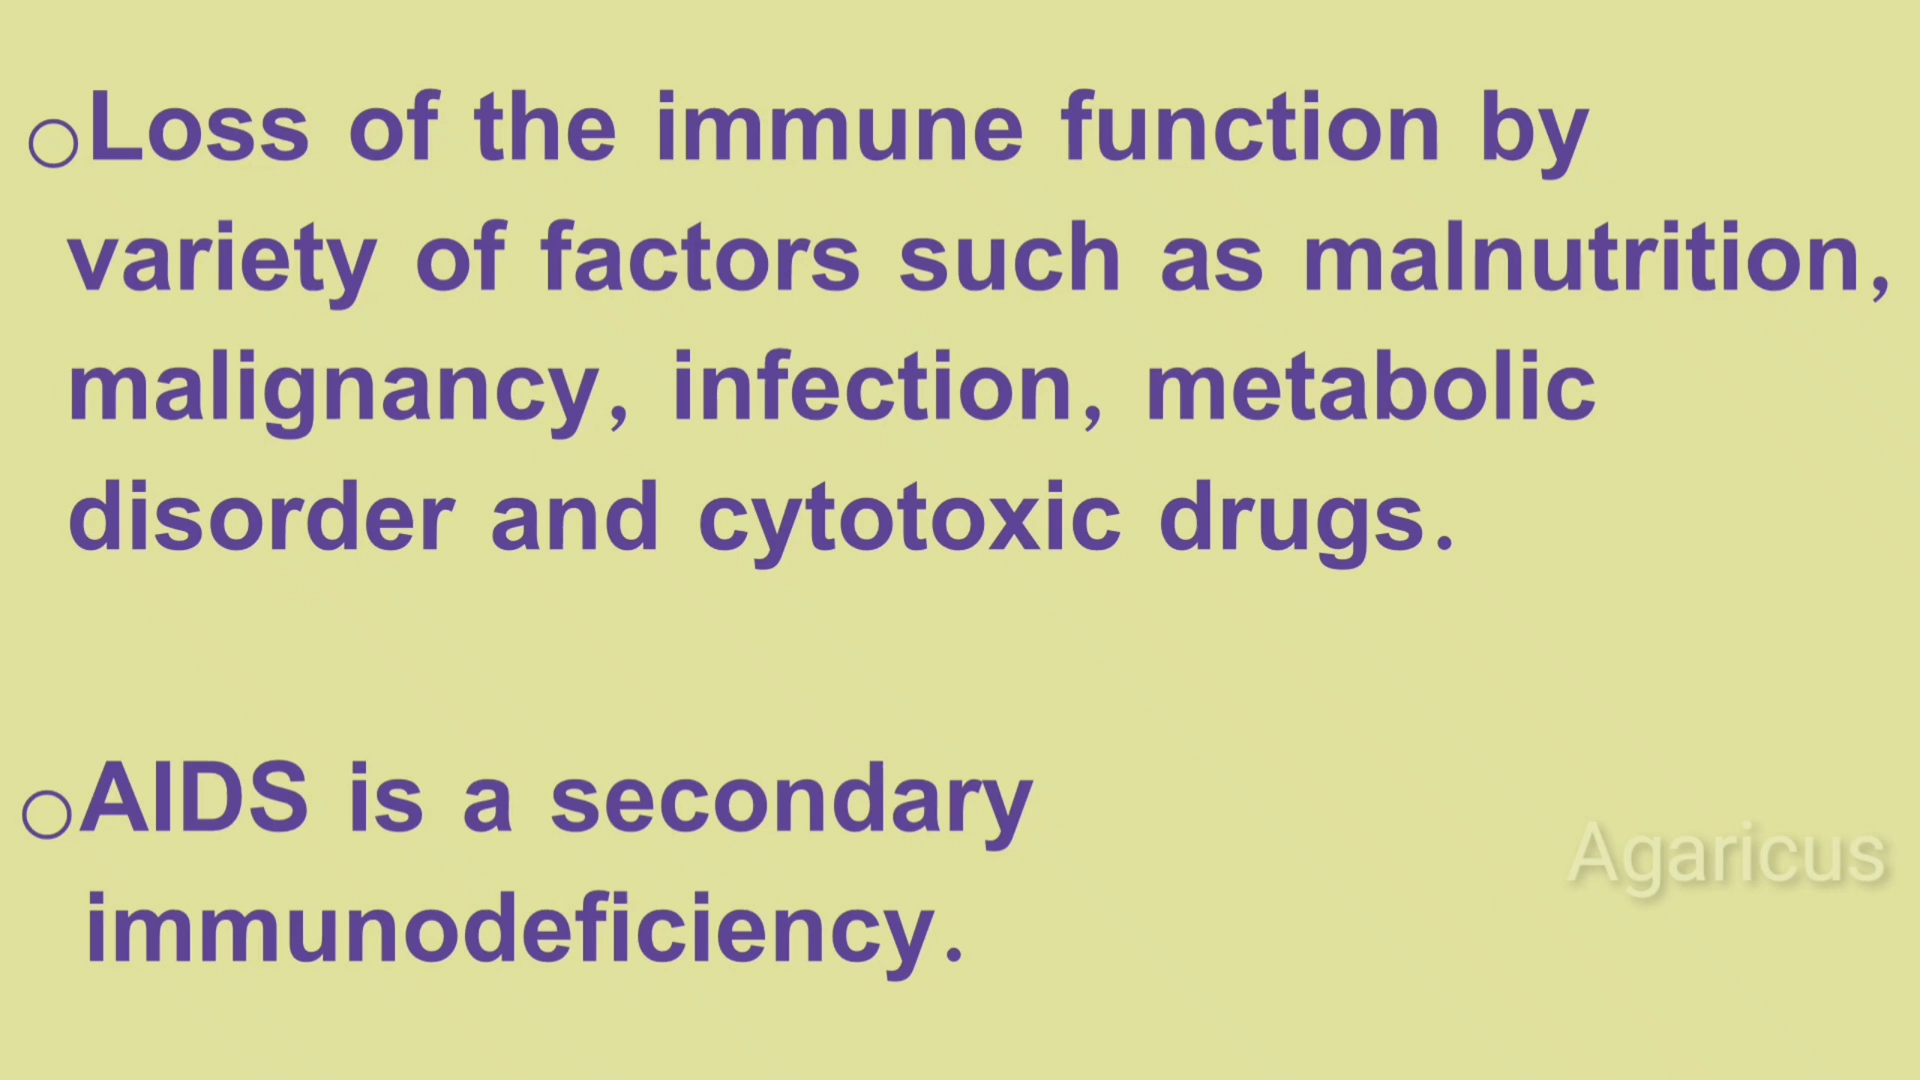 ○Loss of the immune function by
variety of factors such as malnutrition,
malignancy, infection, metabolic
disorder and cytotoxic drugs.
○AIDS is a secondary
immunodeficiency.
Agaricus